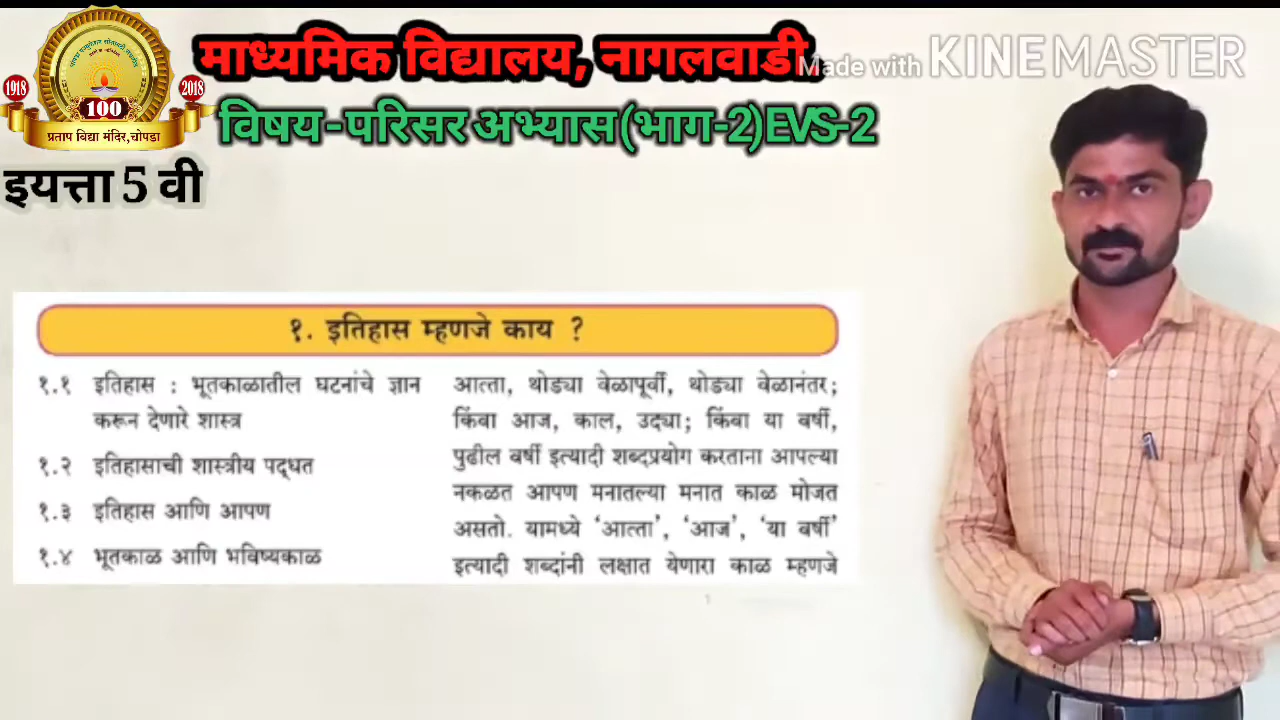 माध्यमिक विद्यालय, नागलवाडी
Made with KINEMASTER
1918
2018
100
प्रताप विद्या मंदिर,चोपडा
विषय-परिसर अभ्यास(भाग-2)EVS-2
इयत्ता 5 वी
१. इतिहास म्हणजे काय ?
१.१ इतिहास : भूतकाळातील घटनांचे ज्ञान
करून देणारे शास्त्र
१.२ इतिहासाची शास्त्रीय पद्धत
१.३ इतिहास आणि आपण
१.४ भूतकाळ आणि भविष्यकाळ
आत्ता, थोड्या वेळापूर्वी, थोड्या वेळानंतर;
किंवा आज, काल, उद्या; किंवा या वर्षी,
पुढील वर्षी इत्यादी शब्दप्रयोग करताना आपल्या
नकळत आपण मनातल्या मनात काळ मोजत
असतो. यामध्ये ‘आत्ता’, ‘आज’, ‘या वर्षी’
इत्यादी शब्दांनी लक्षात येणारा काळ म्हणजे